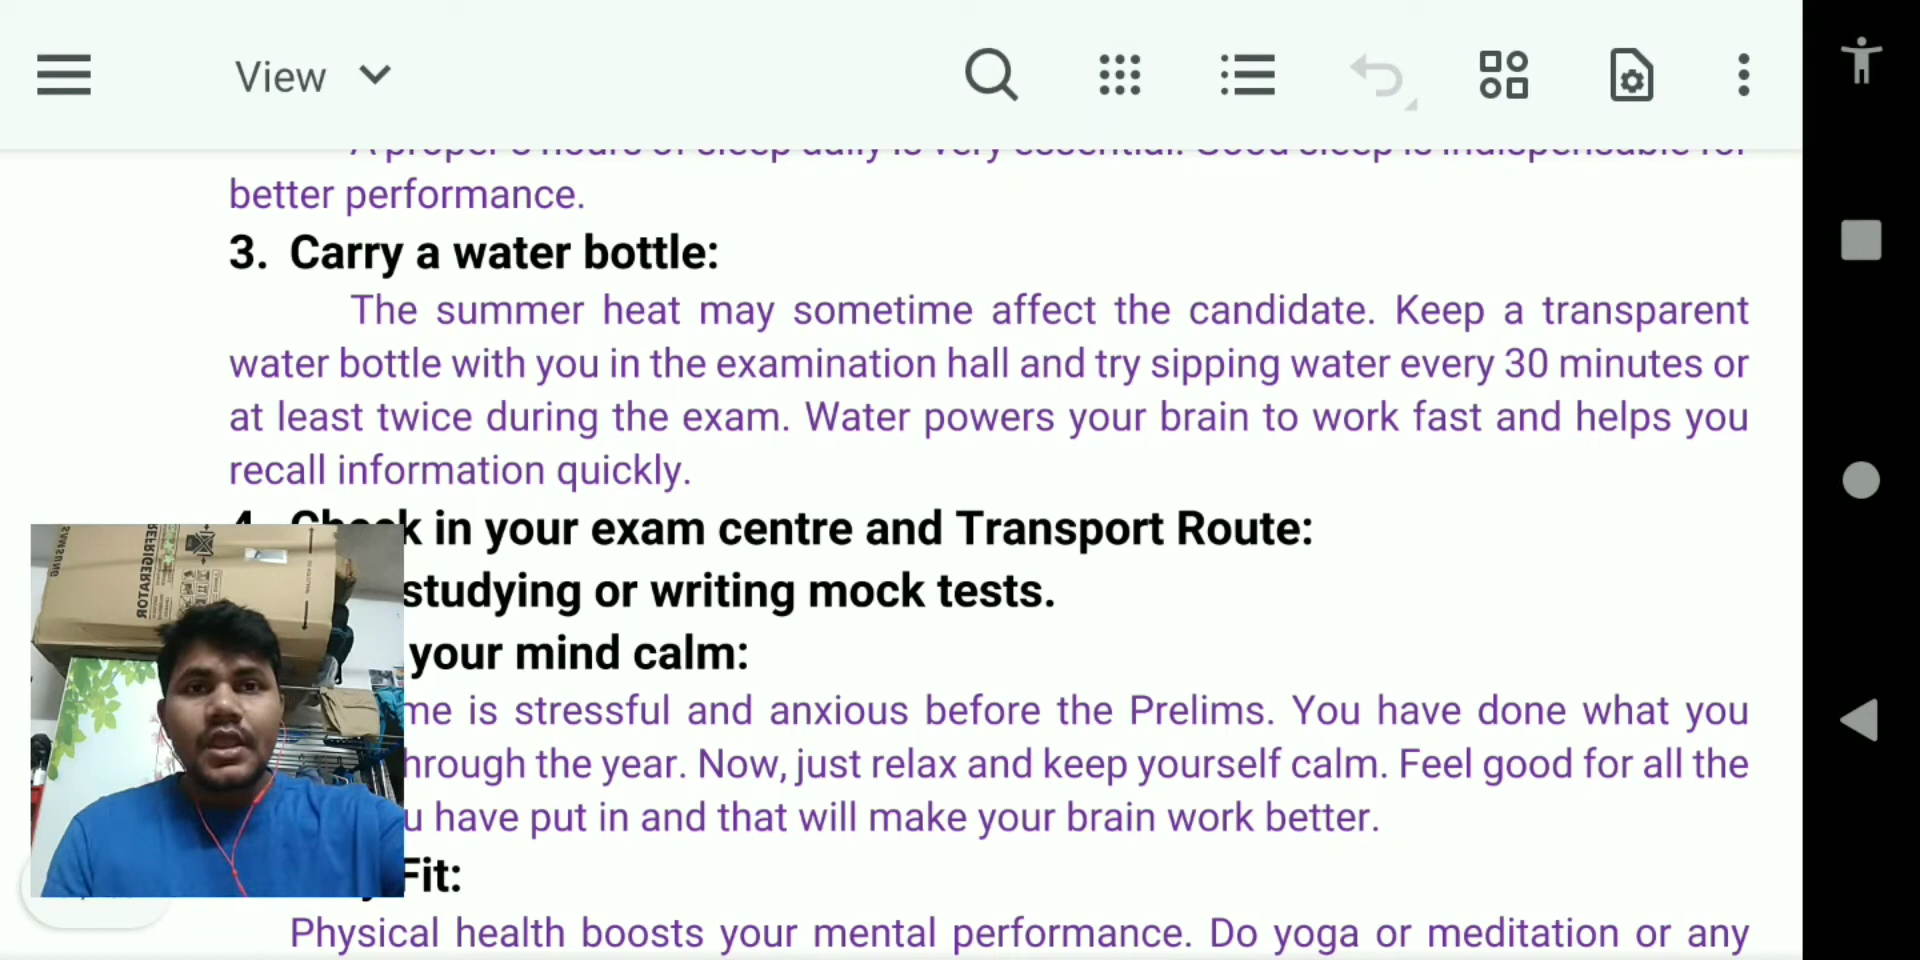 View
better performance.
3. Carry a water bottle:
The summer heat may sometime affect the candidate. Keep a transparent
water bottle with you in the examination hall and try sipping water every 30 minutes or
at least twice during the exam. Water powers your brain to work fast and helps you
recall information quickly.
in your exam centre and Transport Route:
studying or writing mock tests.
your mind calm:
is stressful and anxious before the Prelims. You have done what you
the year. Now, just relax and keep yourself calm. Feel good for all the
have put in and that will make your brain work better.
Fit:
Physical health boosts your mental performance. Do yoga or meditation or any
SAMSUNG
REFRIGERATOR